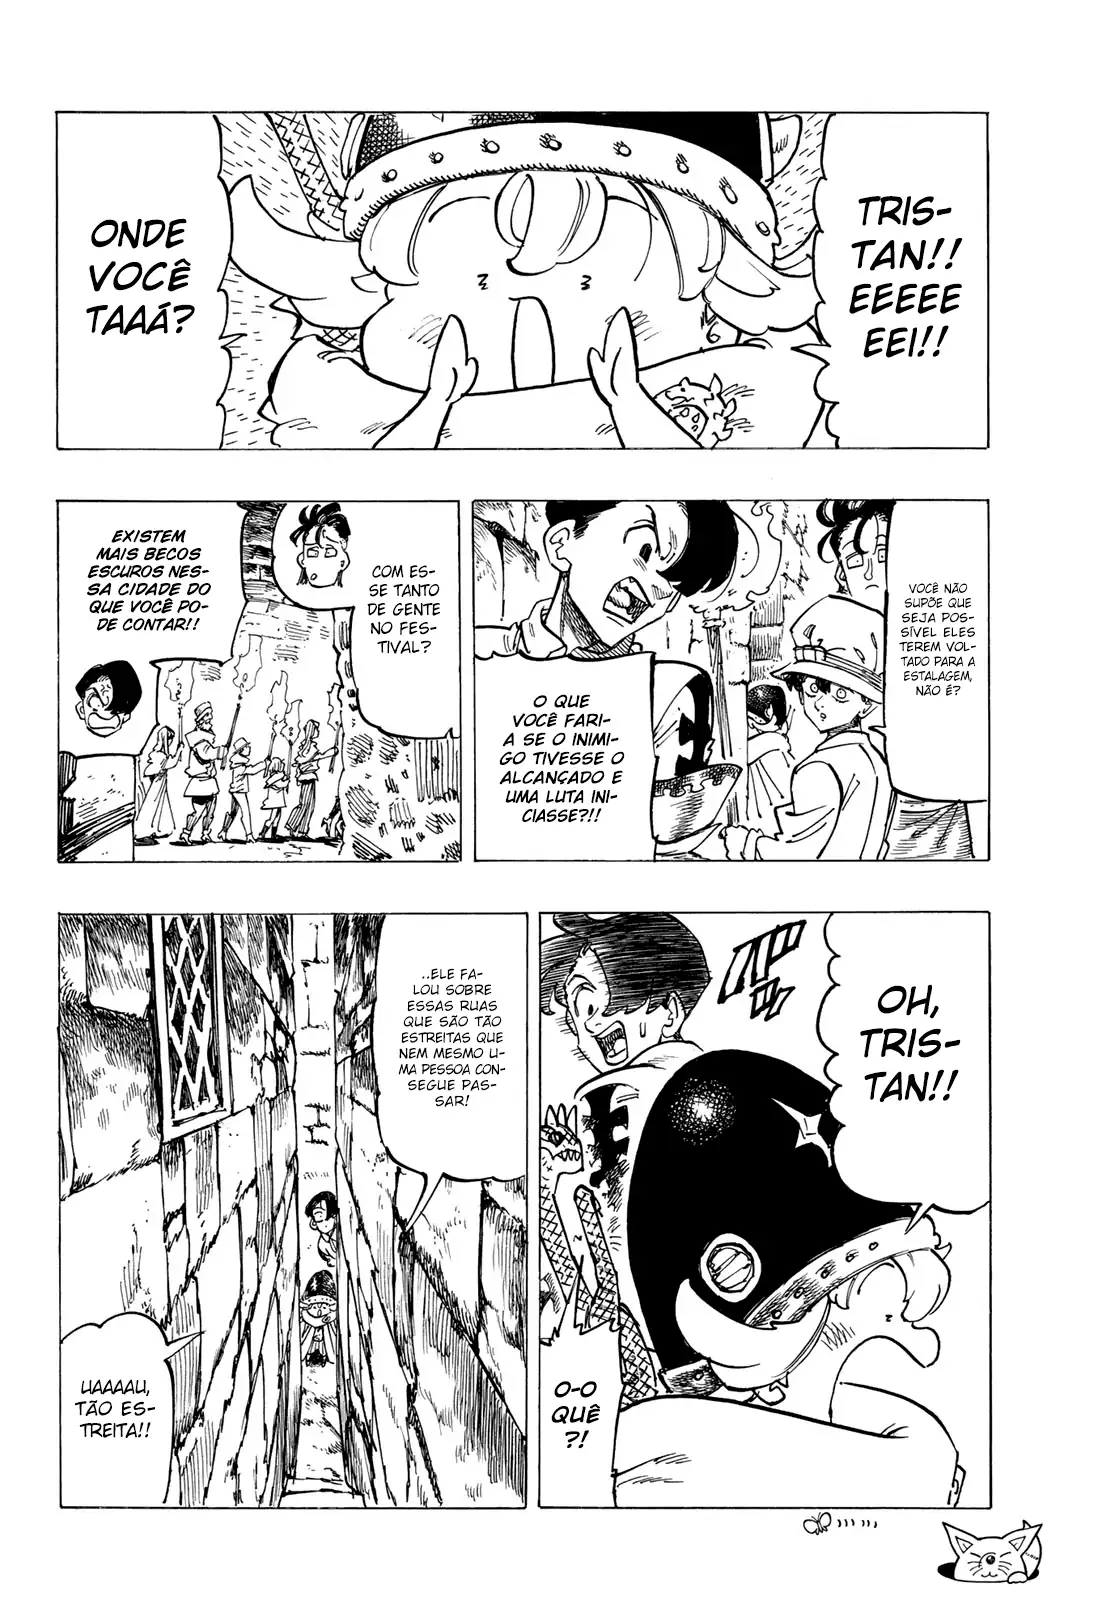 TRIS-
TAN!!
EEEEE
EEI!!
ONDE
VOCÊ
TAAÁ?
VOCÊ NÃO
SUPÕE QUE
SEJA POS-
SÍVEL ELES
TEREM VOL-
TADO PARA A
ESTALAGEM,
NÃO É?
O QUE
VOCÊ FARI-
A SE O INIMI-
GO TIVESSE O
ALCANÇADO E
UMA LUTA INI-
CIASSE?!!
COM ES-
SE TANTO
DE GENTE
NO FES-
TIVAL?
EXISTEM
MAIS BECOS
ESCUROS NES-
SA CIDADE DO
QUE VOCÊ PO-
DE CONTAR!!
OH,
TRIS-
TAN!!
O-O
QUÊ
?!
..ELE FA-
LOU SOBRE
ESSAS RUAS
QUE SÃO TÃO
ESTREITAS QUE
NEM MESMO U-
MA PESSOA CON-
SEGUE PAS-
SAR!
UAAAAU,
TÃO ES-
TREITA!!